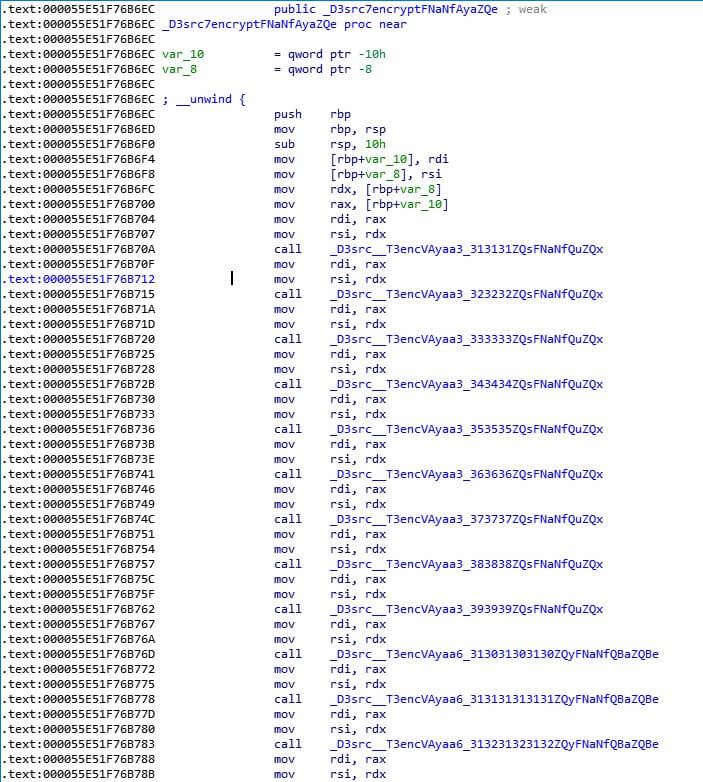 .text:000055E51F76B6EC public _D3src7encryptFNaNfAyaZQe ; weak
.text:000055E51F76B6EC _D3src7encryptFNaNfAyaZQe proc near
.text:000055E51F76B6EC
.text:000055E51F76B6EC var_10 = qword ptr -10h
.text:000055E51F76B6EC var_8 = qword ptr -8
.text:000055E51F76B6EC
.text:000055E51F76B6EC ; __unwind {
.text:000055E51F76B6EC push rbp
.text:000055E51F76B6ED mov rbp, rsp
.text:000055E51F76B6F0 sub rsp, 10h
.text:000055E51F76B6F4 mov [rbp+var_10], rdi
.text:000055E51F76B6F8 mov [rbp+var_8], rsi
.text:000055E51F76B6FC mov rdx, [rbp+var_8]
.text:000055E51F76B700 mov rax, [rbp+var_10]
.text:000055E51F76B704 mov rdi, rax
.text:000055E51F76B707 mov rsi, rdx
.text:000055E51F76B70A call _D3src__T3encVAyaa3_313131ZQsFNaNfQuZQx
.text:000055E51F76B70F mov rdi, rax
.text:000055E51F76B712 mov rsi, rdx
.text:000055E51F76B715 call _D3src__T3encVAyaa3_323232ZQsFNaNfQuZQx
.text:000055E51F76B71A mov rdi, rax
.text:000055E51F76B71D mov rsi, rdx
.text:000055E51F76B720 call _D3src__T3encVAyaa3_333333ZQsFNaNfQuZQx
.text:000055E51F76B725 mov rdi, rax
.text:000055E51F76B728 mov rsi, rdx
.text:000055E51F76B72B call _D3src__T3encVAyaa3_343434ZQsFNaNfQuZQx
.text:000055E51F76B730 mov rdi, rax
.text:000055E51F76B733 mov rsi, rdx
.text:000055E51F76B736 call _D3src__T3encVAyaa3_353535ZQsFNaNfQuZQx
.text:000055E51F76B73B mov rdi, rax
.text:000055E51F76B73E mov rsi, rdx
.text:000055E51F76B741 call _D3src__T3encVAyaa3_363636ZQsFNaNfQuZQx
.text:000055E51F76B746 mov rdi, rax
.text:000055E51F76B749 mov rsi, rdx
.text:000055E51F76B74C call _D3src__T3encVAyaa3_373737ZQsFNaNfQuZQx
.text:000055E51F76B751 mov rdi, rax
.text:000055E51F76B754 mov rsi, rdx
.text:000055E51F76B757 call _D3src__T3encVAyaa3_383838ZQsFNaNfQuZQx
.text:000055E51F76B75C mov rdi, rax
.text:000055E51F76B75F mov rsi, rdx
.text:000055E51F76B762 call _D3src__T3encVAyaa3_393939ZQsFNaNfQuZQx
.text:000055E51F76B767 mov rdi, rax
.text:000055E51F76B76A mov rsi, rdx
.text:000055E51F76B76D call _D3src__T3encVAyaa6_313031303130ZQyFNaNfQBaZQBe
.text:000055E51F76B772 mov rdi, rax
.text:000055E51F76B775 mov rsi, rdx
.text:000055E51F76B778 call _D3src__T3encVAyaa6_313131313131ZQyFNaNfQBaZQBe
.text:000055E51F76B77D mov rdi, rax
.text:000055E51F76B780 mov rsi, rdx
.text:000055E51F76B783 call _D3src__T3encVAyaa6_313231323132ZQyFNaNfQBaZQBe
.text:000055E51F76B788 mov rdi, rax
.text:000055E51F76B78B mov rsi, rdx